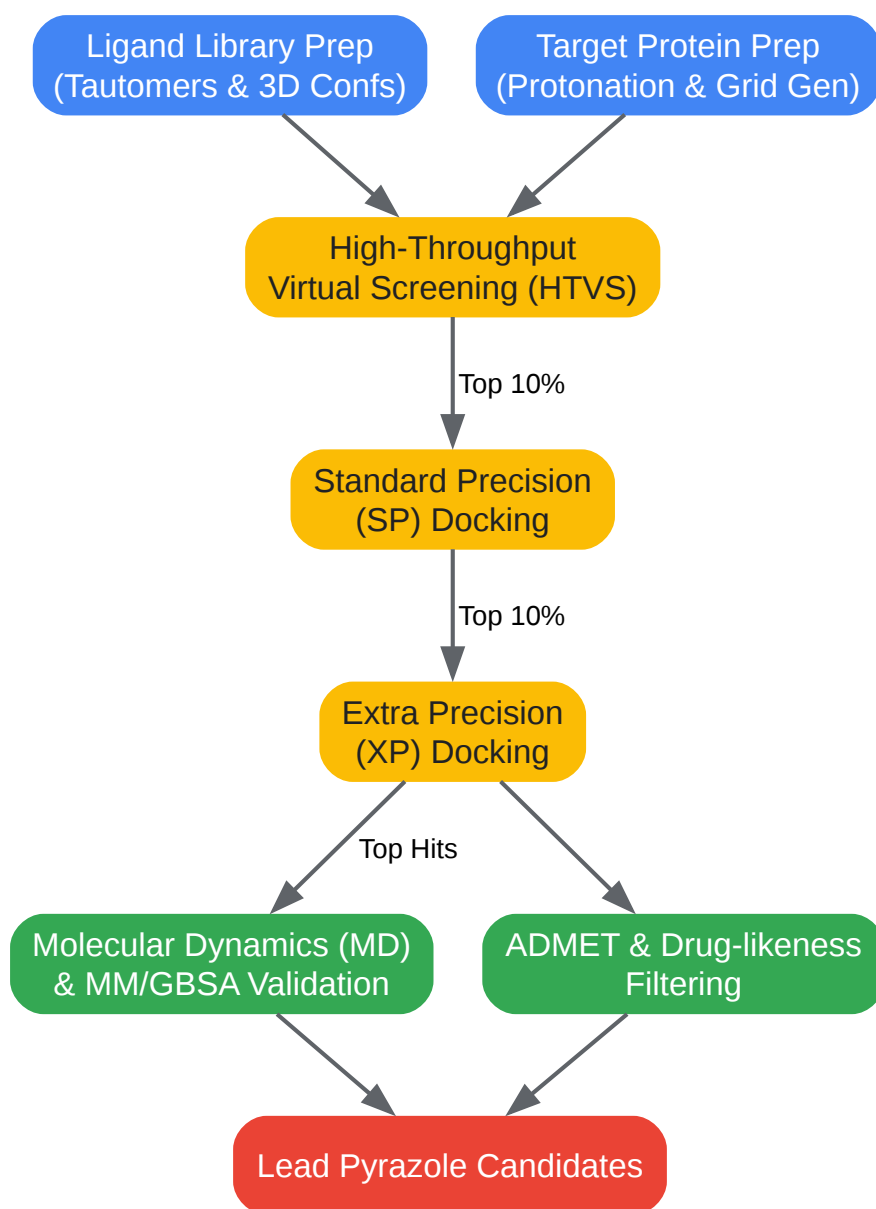 Ligand Library Prep
(Tautomers & 3D Confs)
Target Protein Prep
(Protonation & Grid Gen)
High-Throughput
Virtual Screening (HTVS)
Top 10%
Standard Precision
(SP) Docking
Top 10%
Extra Precision
(XP) Docking
Top Hits
Molecular Dynamics (MD)
& MM/GBSA Validation
ADMET & Drug-likeness
Filtering
Lead Pyrazole Candidates